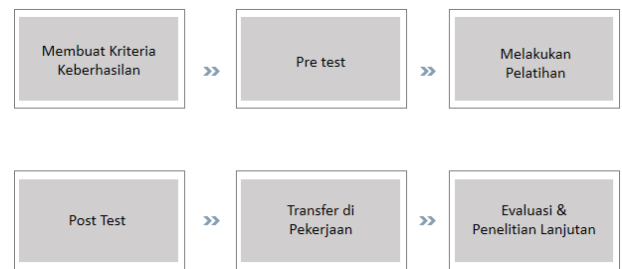 Membuat Kriteria
Keberhasilan
Pre test
Melakukan
Pelatihan
Post Test
Transfer di
Pekerjaan
Evaluasi &
Penelitian Lanjutan